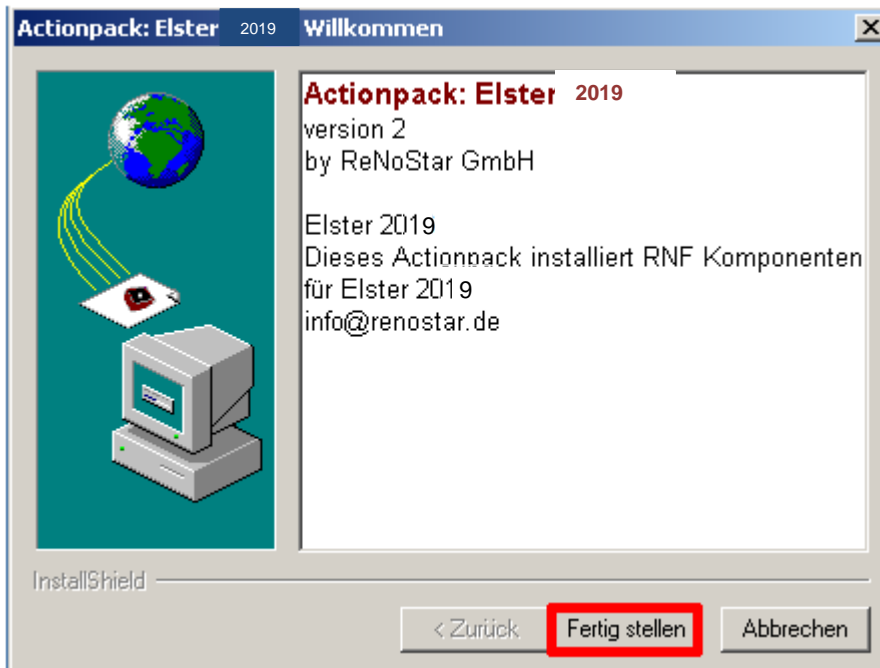 Actionpack: Elster 2019 Willkommen
Actionpack: Elster 2019
version 2
by ReNoStar GmbH
Elster 2019
Dieses Actionpack installiert RNF Komponenten
für Elster 2019
info@renostar.de
InstallShield
< Zurück
Fertig stellen
Abbrechen